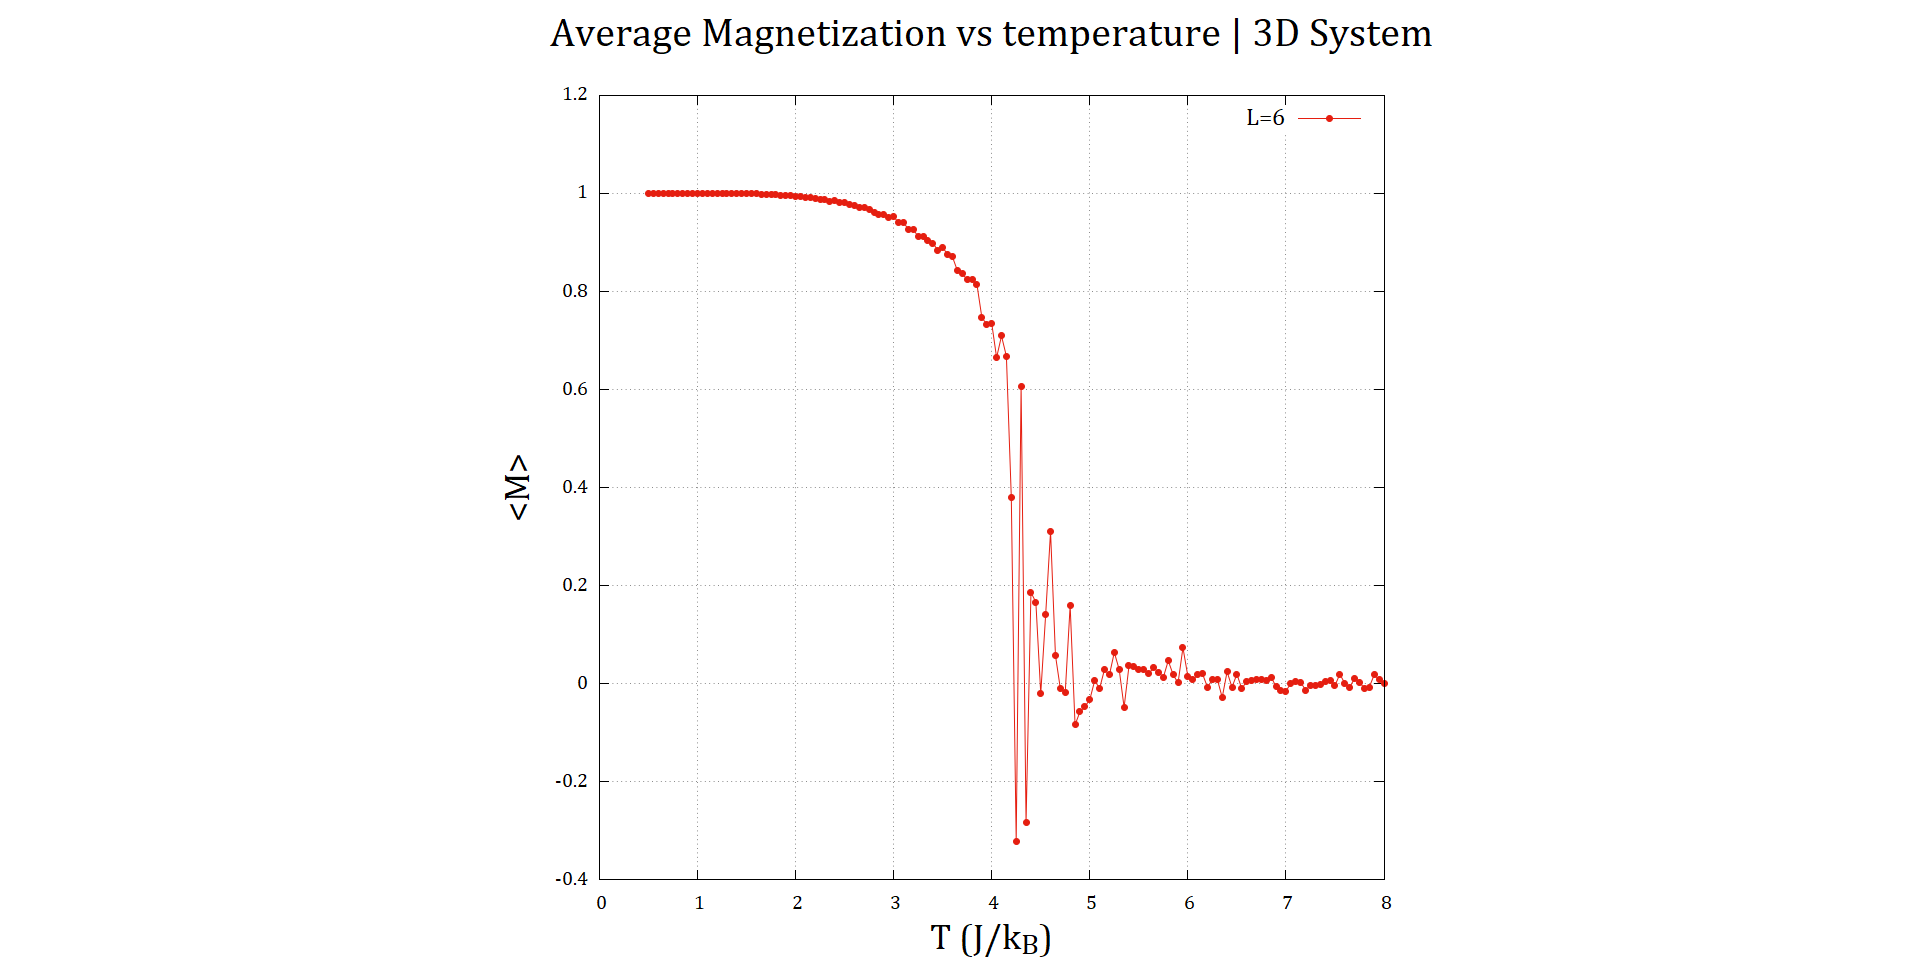 Average Magnetization vs temperature | 3D System
1.2
L=6
1
0.8
0.6
0.4
0.2
0
-0.2
-0.4
<M>
0 1 2 3 4 5 6 7 8
T (J/kB)